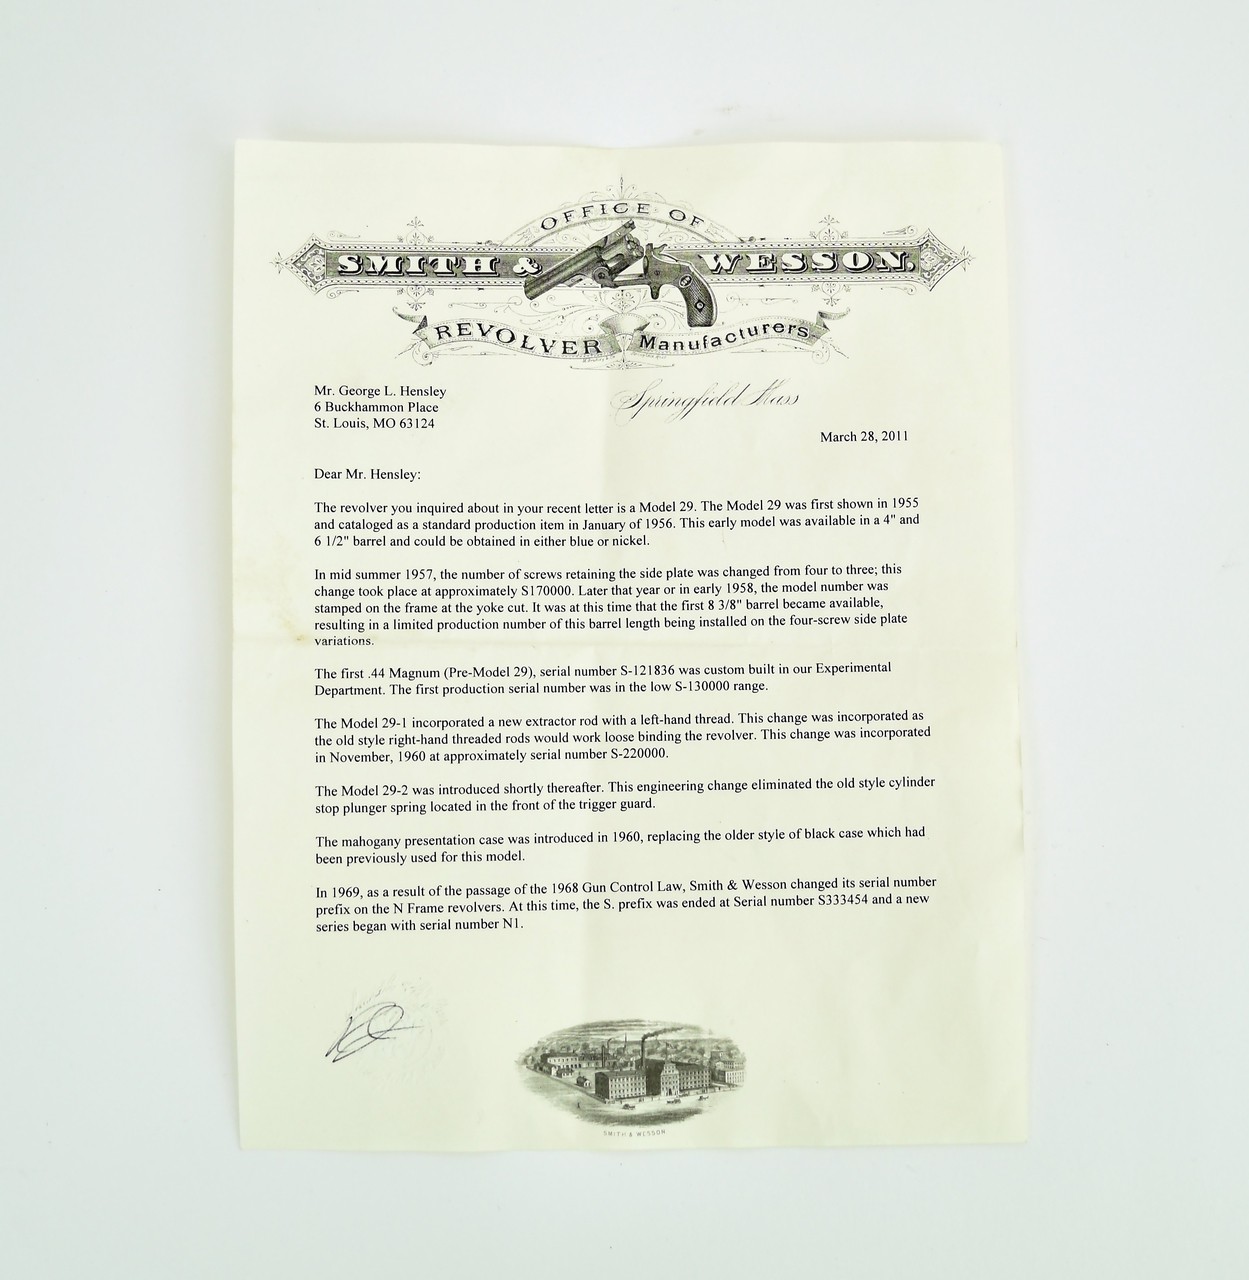 OFFICE OF
SMITH & WESSON.
REVOLVER Manufacturers
Mr. George L. Hensley
6 Buckhammon Place
St. Louis, MO 63124
Springfield Mass
March 28, 2011
Dear Mr. Hensley:
The revolver you inquired about in your recent letter is a Model 29. The Model 29 was first shown in 1955
and cataloged as a standard production item in January of 1956. This early model was available in a 4" and
6 1/2" barrel and could be obtained in either blue or nickel.
In mid summer 1957, the number of screws retaining the side plate was changed from four to three; this
change took place at approximately S170000. Later that year or in early 1958, the model number was
stamped on the frame at the yoke cut. It was at this time that the first 8 3/8" barrel became available,
resulting in a limited production number of this barrel length being installed on the four-screw side plate
variations.
The first .44 Magnum (Pre-Model 29), serial number S-121836 was custom built in our Experimental
Department. The first production serial number was in the low S-130000 range.
The Model 29-1 incorporated a new extractor rod with a left-hand thread. This change was incorporated as
the old style right-hand threaded rods would work loose binding the revolver. This change was incorporated
in November, 1960 at approximately serial number S-220000.
The Model 29-2 was introduced shortly thereafter. This engineering change eliminated the old style cylinder
stop plunger spring located in the front of the trigger guard.
The mahogany presentation case was introduced in 1960, replacing the older style of black case which had
been previously used for this model.
In 1969, as a result of the passage of the 1968 Gun Control Law, Smith & Wesson changed its serial number
prefix on the N Frame revolvers. At this time, the S. prefix was ended at Serial number S333454 and a new
series began with serial number N1.
SMITH & WESSON